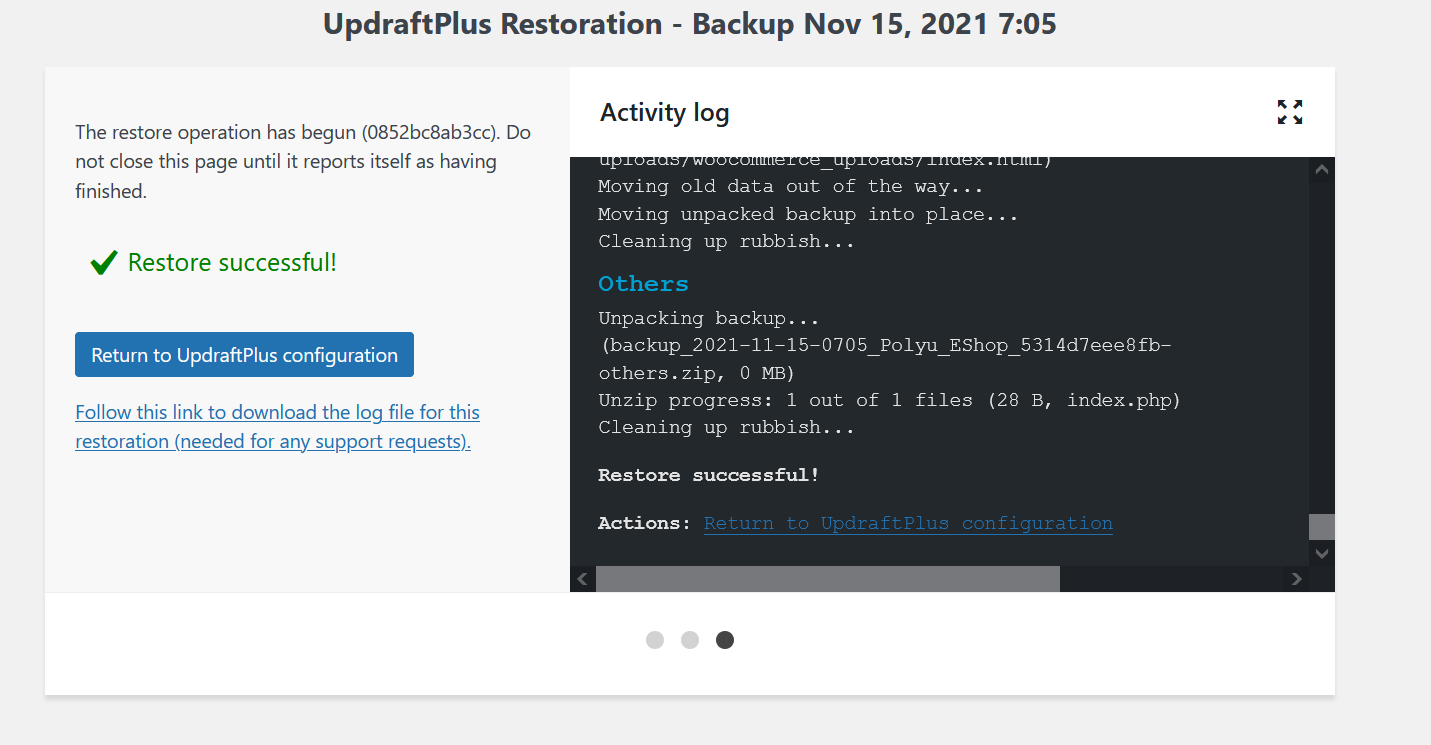 UpdraftPlus Restoration - Backup Nov 15, 2021 7:05
The restore operation has begun (0852bc8ab3cc). Do
not close this page until it reports itself as having
finished.
Restore successful!
Return to UpdraftPlus configuration
Follow this link to download the log file for this
restoration (needed for any support requests).
Activity log
uploads/woocommerce_uploads/index.html)
Moving old data out of the way...
Moving unpacked backup into place...
Cleaning up rubbish...
Others
Unpacking backup...
(backup_2021-11-15-0705_Polyu_EShop_5314d7eee8fb-
others.zip, 0 MB)
Unzip progress: 1 out of 1 files (28 B, index.php)
Cleaning up rubbish...
Restore successful!
Actions: Return to UpdraftPlus configuration